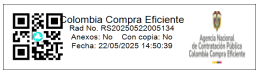 Colombia Compra Eficiente
Rad No. RS20250522005134
Anexos: No Con copia: No
Fecha: 22/05/2025 14:50:39
Agencia Nacional
de Contratación Pública
Colombia Compra Eficiente